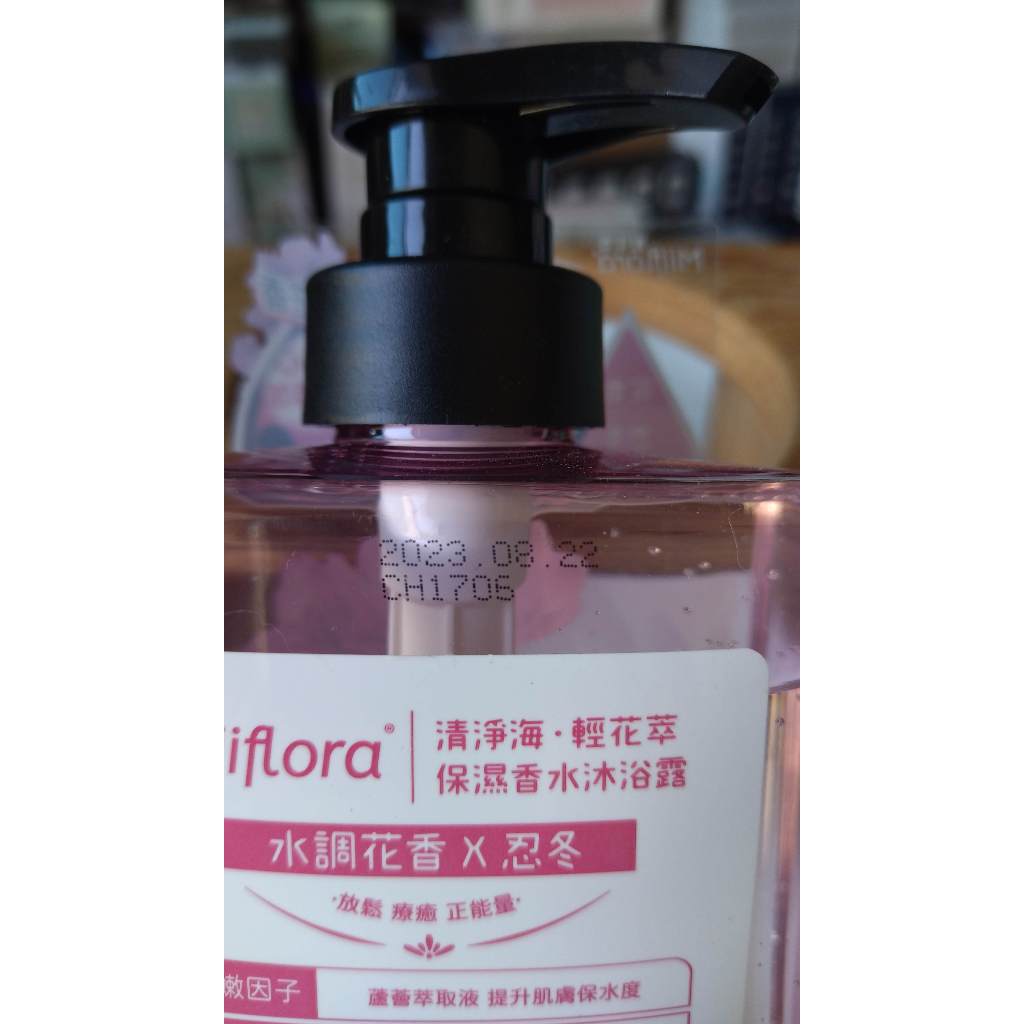 2023.08.22
CH1706
iflora®
清淨海·輕花萃
保濕香水沐浴露
水調花香 X 忍冬
·放鬆 療癒 正能量·
嫩因子
蘆薈萃取液 提升肌膚保水度